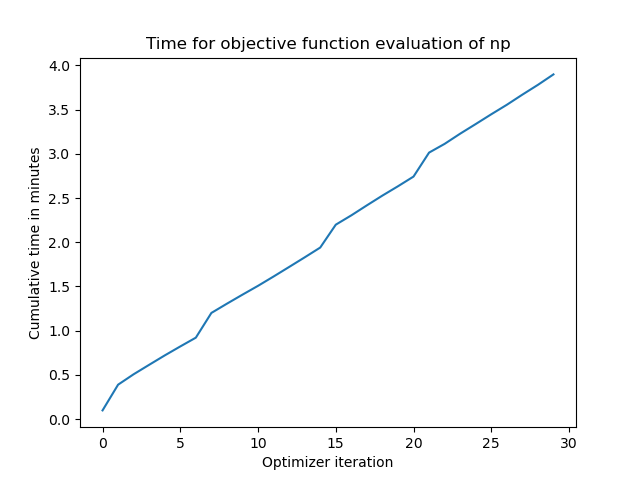 Time for objective function evaluation of np
4.0
3.5
3.0
2.5
2.0
1.5
1.0
0.5
0.0
Cumulative time in minutes
0 5 10 15 20 25 30
Optimizer iteration